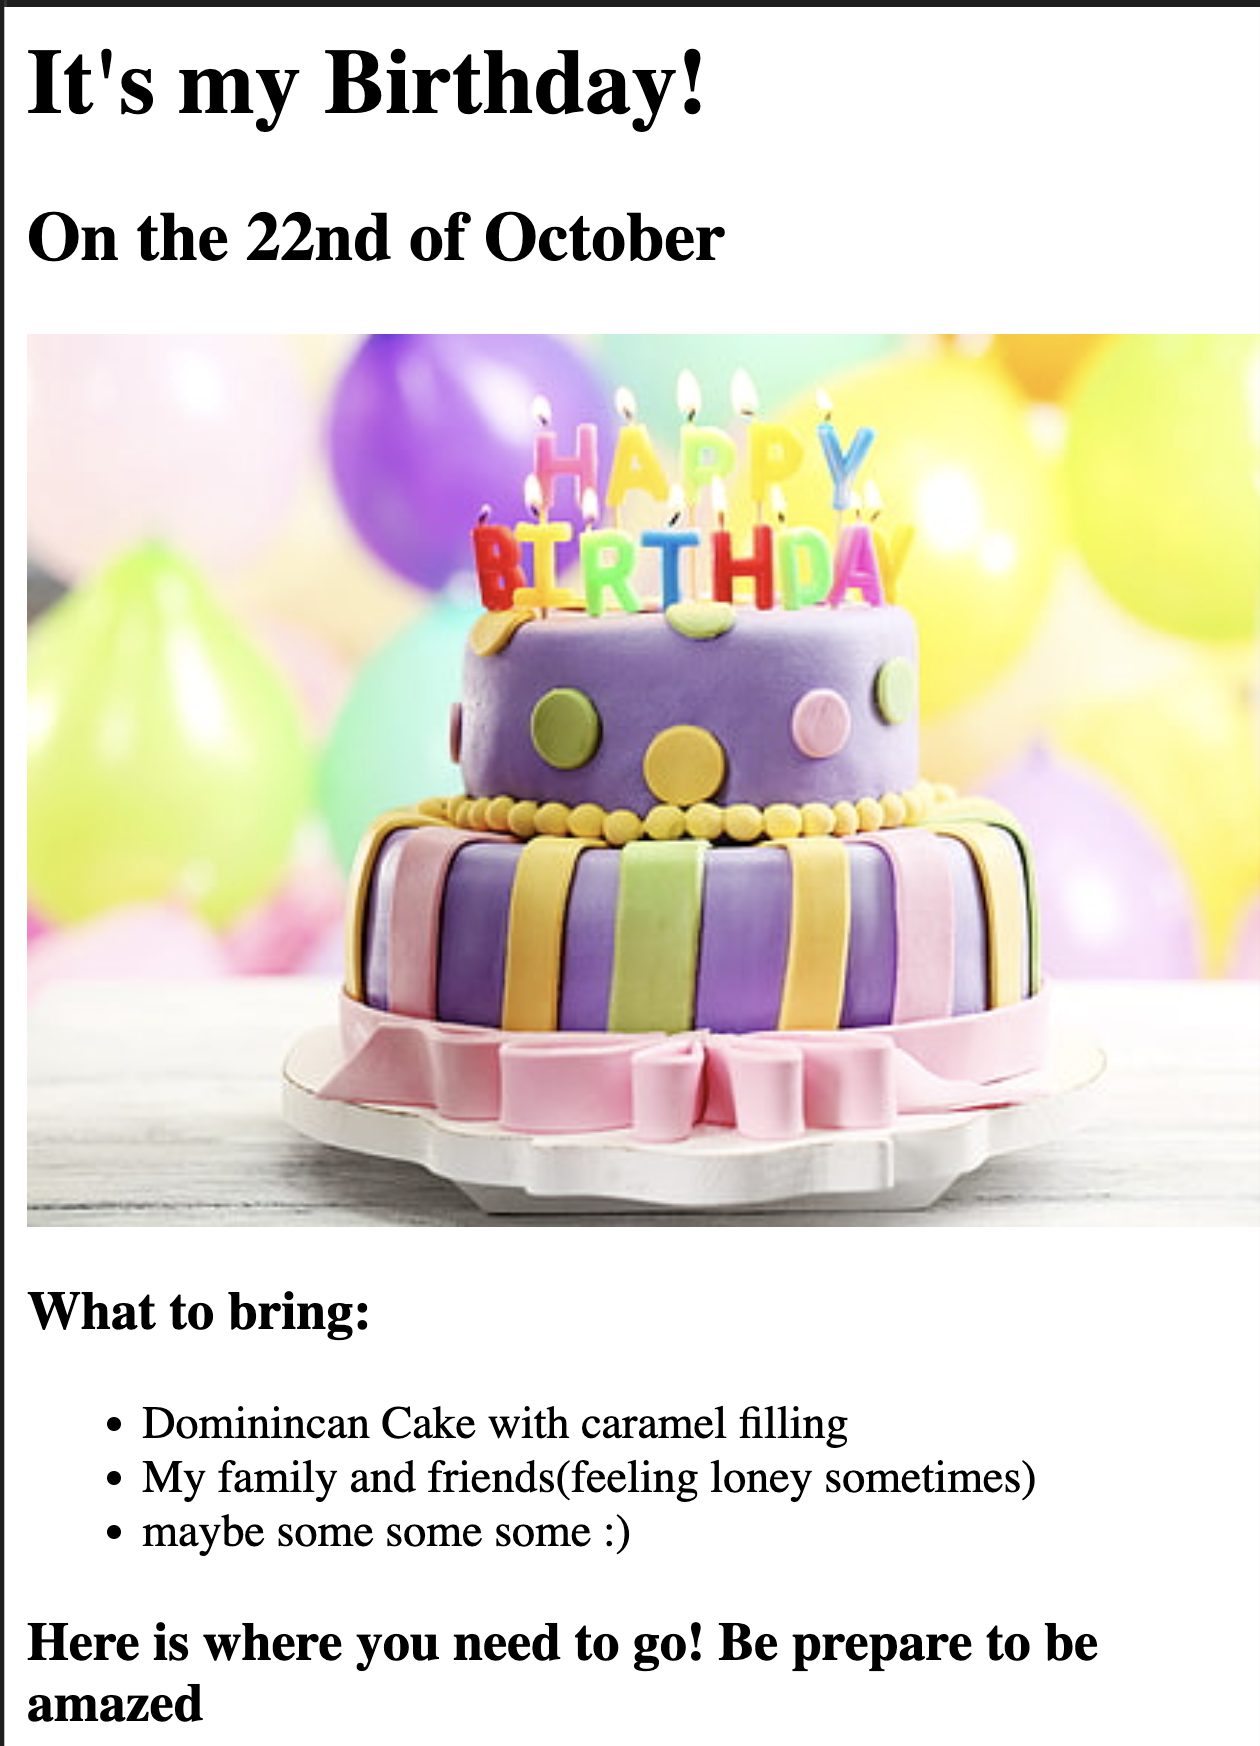 It's my Birthday!
On the 22nd of October
HAPPY
BIRTHDAY
What to bring:
• Dominincan Cake with caramel filling
• My family and friends(feeling loney sometimes)
• maybe some some some :)
Here is where you need to go! Be prepare to be
amazed